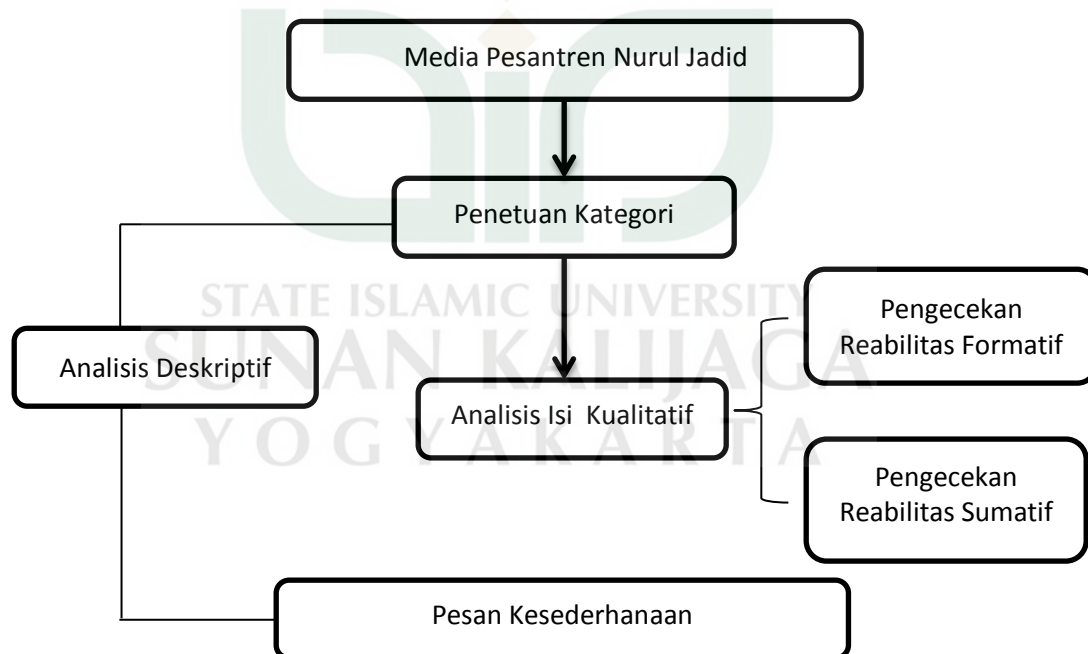 Media Pesantren Nurul Jadid
Penetuan Kategori
STATE ISLAMIC UNIVERSITY
SUNAN KALIJAGA
YOGYAKARTA
Pengecekan
Reabilitas Formatif
Analisis Deskriptif
Analisis Isi Kualitatif
Pengecekan
Reabilitas Sumatif
Pesan Kesederhanaan